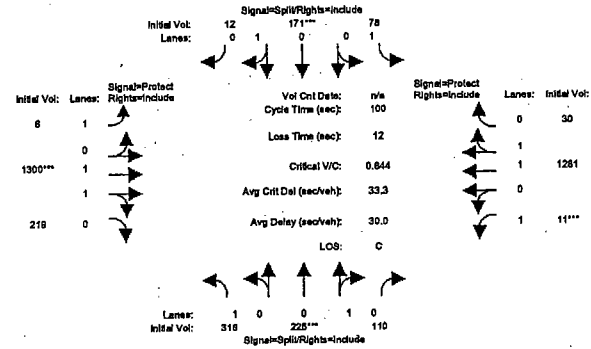 Signal=Split/Rights=Include
Initial Vol: 12 171*** 78
Lanes: 0 1 0 0 1
Signal=Protect
Rights=Include
Initial Vol: Lanes:
Signal=Protect
Rights=Include
Lanes: Initial Vol:
Vol Cnt Date: n/a
Cycle Time (sec): 100
6 1
0 30
Loss Time (sec): 12
0
1
1300*** 1
Critical V/C: 0.644
1 1281
1
Avg Crit Del (sec/veh): 33.3
0
219 0
Avg Delay (sec/veh): 30.0
1 11***
LOS: C
Lanes: 1 0 0 1 0
Initial Vol: 316 225*** 110
Signal=Split/Rights=Include